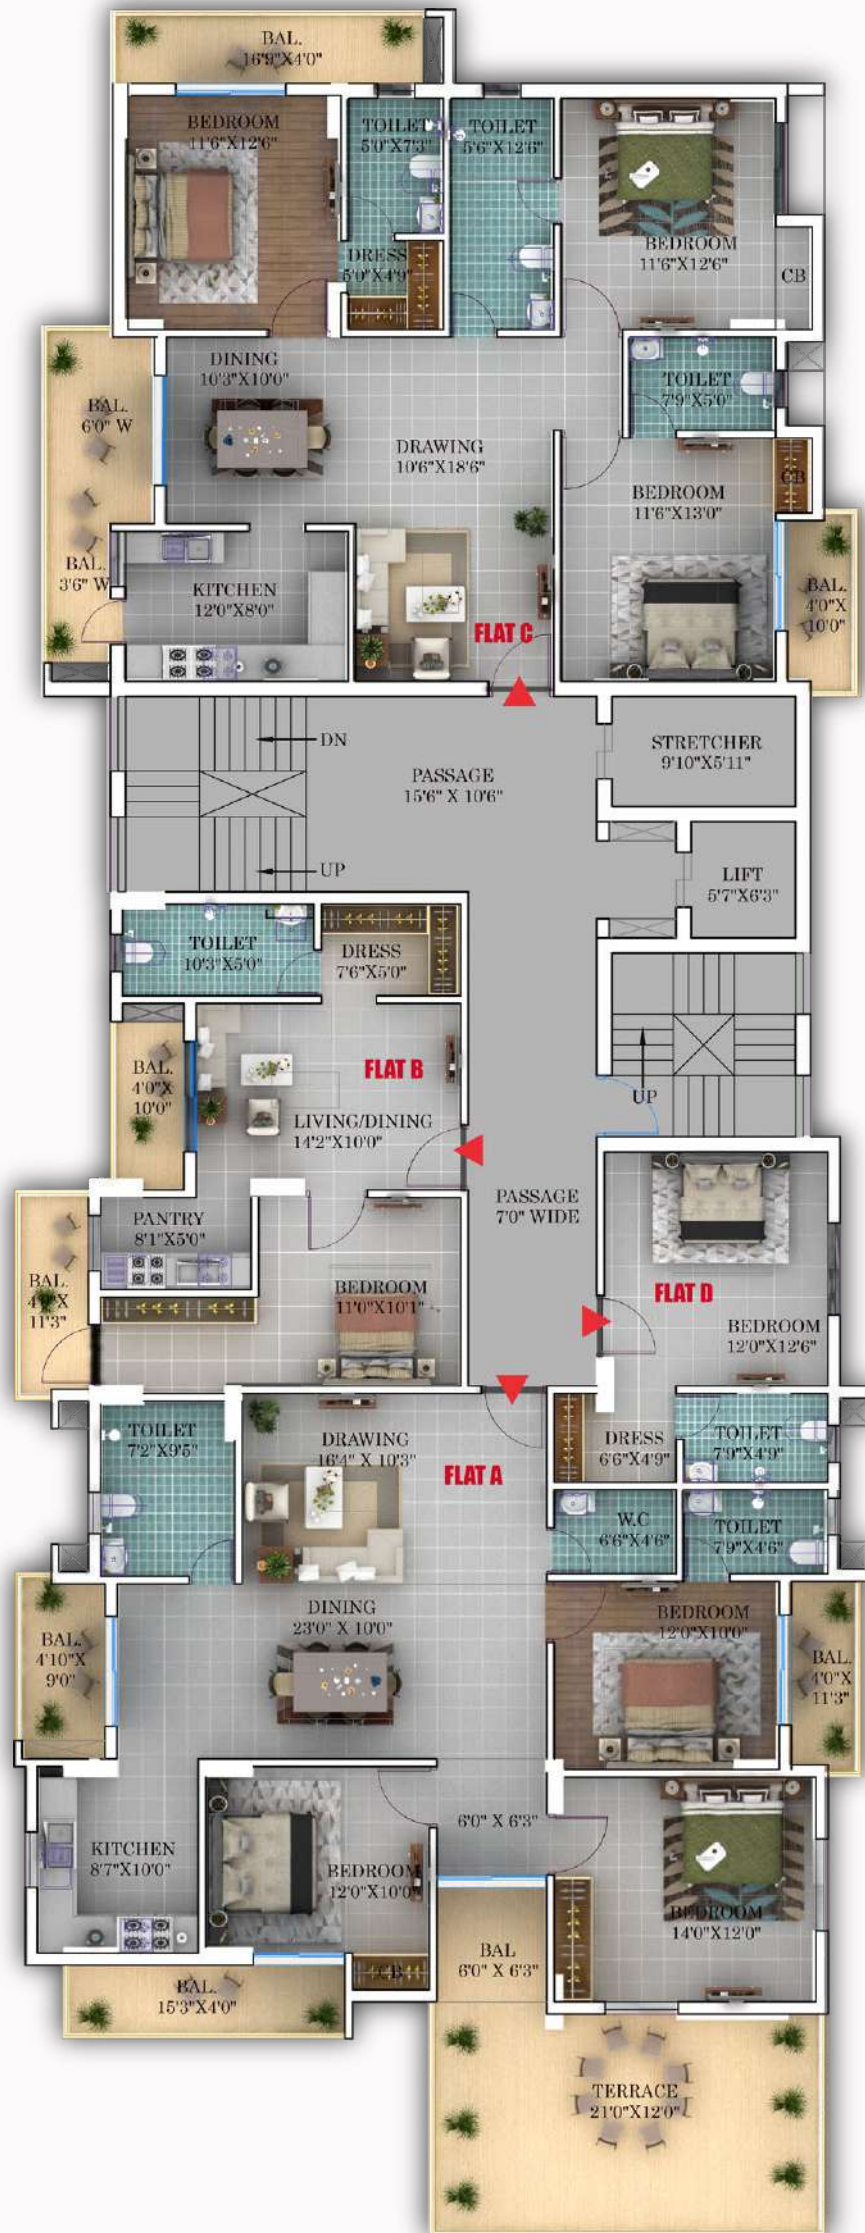 BAL.
16'9"X4'0"
BEDROOM
11'6"X12'6"
TOILET
5'0"X7'3"
TOILET
5'6"X12'6"
DRESS
5'0"X4'9"
BEDROOM
11'6"X12'6"
CB
DINING
10'3"X10'0"
TOILET
7'9"X5'0"
BAL.
6'0" W
DRAWING
10'6"X18'6"
CB
BEDROOM
11'6"X13'0"
BAL.
3'6" W
KITCHEN
12'0"X8'0"
BAL.
4'0"X
10'0"
FLAT C
DN
STRETCHER
9'10"X5'11"
PASSAGE
15'6" X 10'6"
UP
LIFT
5'7"X6'3"
TOILET
10'3"X5'0"
DRESS
7'6"X5'0"
BAL.
4'0"X
10'0"
FLAT B
UP
LIVING/DINING
14'2"X10'0"
PASSAGE
7'0" WIDE
PANTRY
8'1"X5'0"
BAL.
X
11'3"
BEDROOM
11'0"X10'1"
FLAT D
BEDROOM
12'0"X12'6"
TOILET
7'2"X9'5"
DRAWING
16'4" X 10'3"
FLAT A
DRESS
6'6"X4'9"
TOILET
7'9"X4'9"
W.C
6'6"X4'6"
TOILET
7'9"X4'6"
BAL.
4'10"X
9'0"
DINING
23'0" X 10'0"
BEDROOM
12'0"X10'0"
BAL.
4'0"X
11'3"
KITCHEN
8'7"X10'0"
BEDROOM
12'0"X10'0"
6'0" X 6'3"
BEDROOM
14'0"X12'0"
CB
BAL
6'0" X 6'3"
BAL.
15'3"X4'0"
TERRACE
21'0"X12'0"